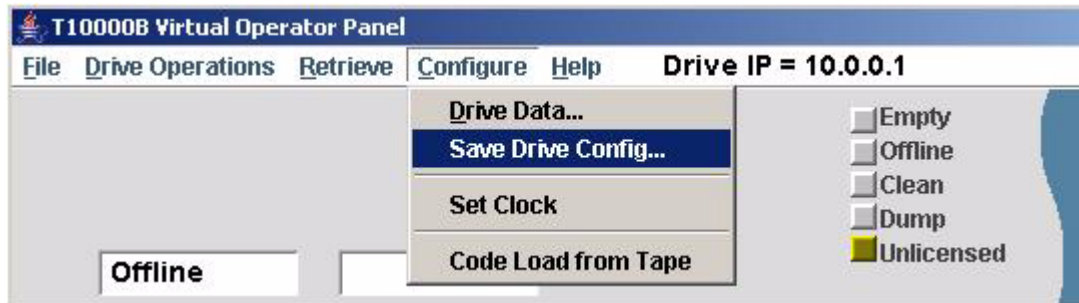 T10000B Virtual Operator Panel
File Drive Operations Retrieve Configure Help Drive IP = 10.0.0.1
Drive Data...
Save Drive Config...
Set Clock
Code Load from Tape
Empty
Offline
Clean
Dump
Unlicensed
Offline